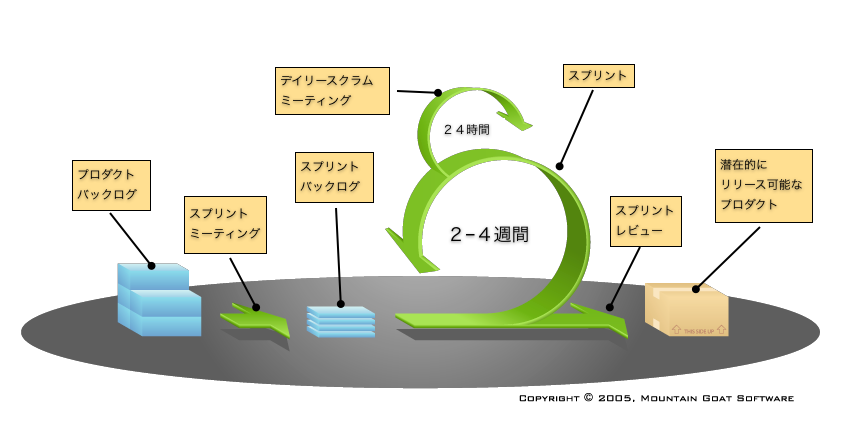 デイリースクラム
ミーティング
スプリント
２４時間
プロダクト
バックログ
スプリント
バックログ
潜在的に
リリース可能な
プロダクト
スプリント
ミーティング
スプリント
レビュー
２−４週間
THIS SIDE UP
COPYRIGHT © 2005, MOUNTAIN GOAT SOFTWARE